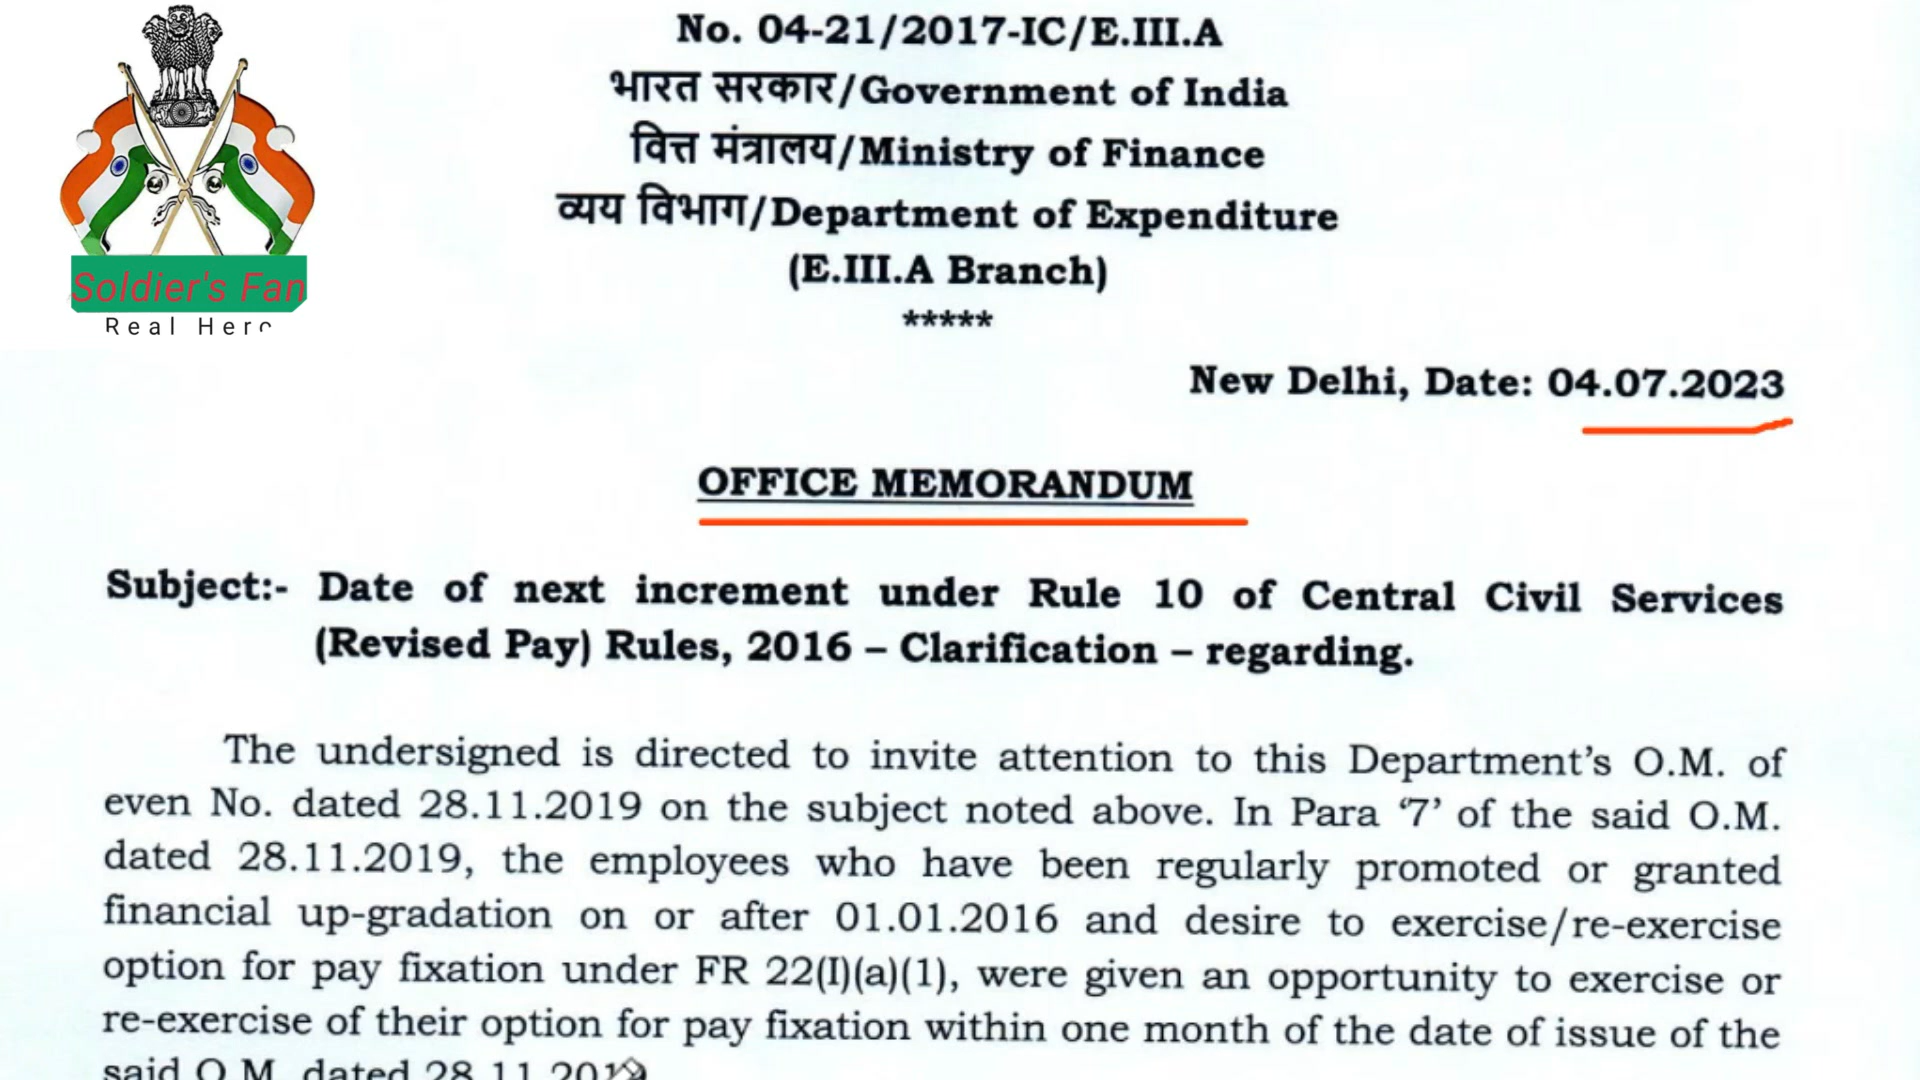 No. 04-21/2017-IC/E.III.A
भारत सरकार/Government of India
वित्त मंत्रालय/Ministry of Finance
व्यय विभाग/Department of Expenditure
(E.III.A Branch)
*****
Soldier's Fan
Real Hero
New Delhi, Date: 04.07.2023
OFFICE MEMORANDUM
Subject:- Date of next increment under Rule 10 of Central Civil Services
(Revised Pay) Rules, 2016 – Clarification – regarding.
The undersigned is directed to invite attention to this Department's O.M. of
even No. dated 28.11.2019 on the subject noted above. In Para '7' of the said O.M.
dated 28.11.2019, the employees who have been regularly promoted or granted
financial up-gradation on or after 01.01.2016 and desire to exercise/re-exercise
option for pay fixation under FR 22(I)(a)(1), were given an opportunity to exercise or
re-exercise of their option for pay fixation within one month of the date of issue of the
said O.M. dated 28.11.2019